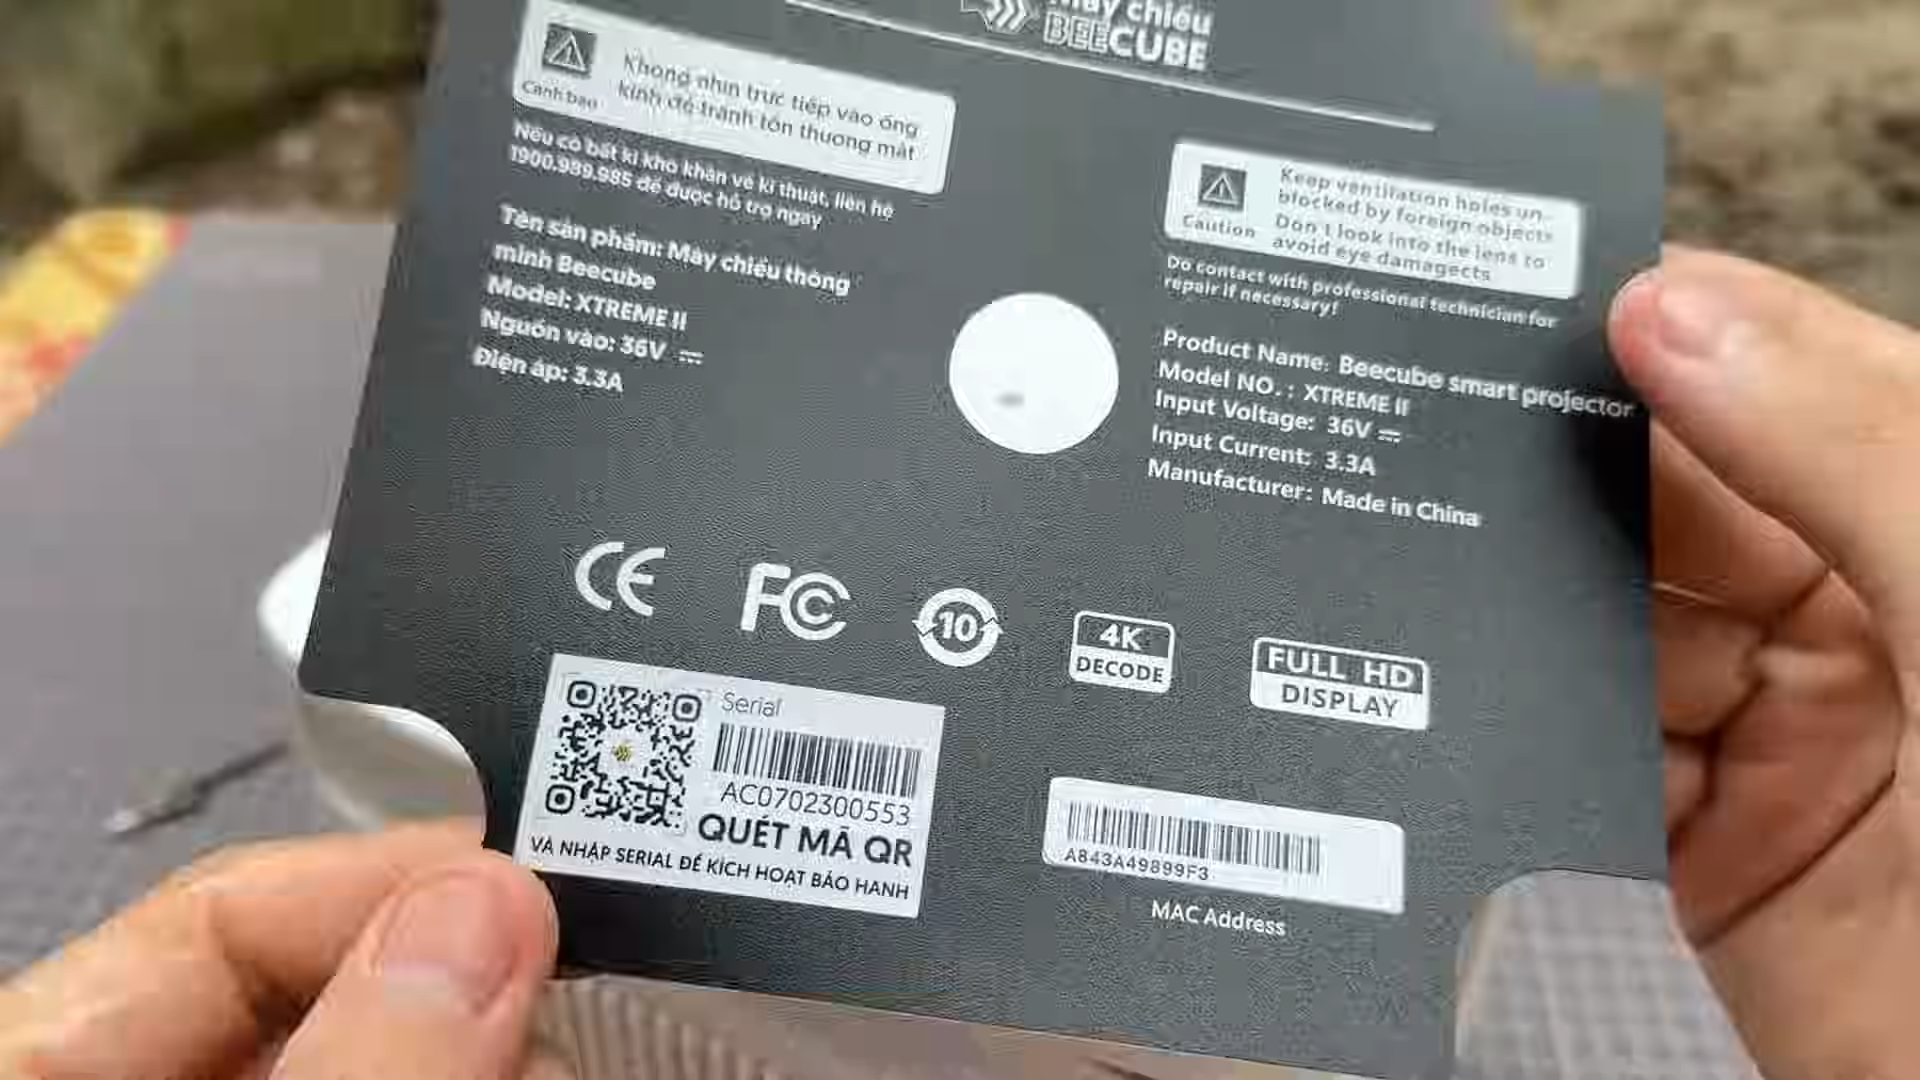 Máy chiếu
BEECUBE
Cảnh báo
Không nhìn trực tiếp vào ống
kính để tránh tổn thương mắt
Nếu có bất kì khó khăn về kĩ thuật, liên hệ
1900.989.985 để được hỗ trợ ngay
Tên sản phẩm: Máy chiếu thông
minh Beecube
Model: XTREME II
Nguồn vào: 36V
Điện áp: 3.3A
Caution
Keep ventilation holes un-
blocked by foreign objects
Don't look into the lens to
avoid eye damagects
Do contact with professional technician for
repair if necessary!
Product Name: Beecube smart projector
Model NO. : XTREME II
Input Voltage: 36V
Input Current: 3.3A
Manufacturer: Made in China
CE
FC
10
4K
DECODE
FULL HD
DISPLAY
Serial
AC0702300553
QUÉT MÃ QR
VÀ NHẬP SERIAL ĐỂ KÍCH HOẠT BẢO HÀNH
A843A49899F3
MAC Address